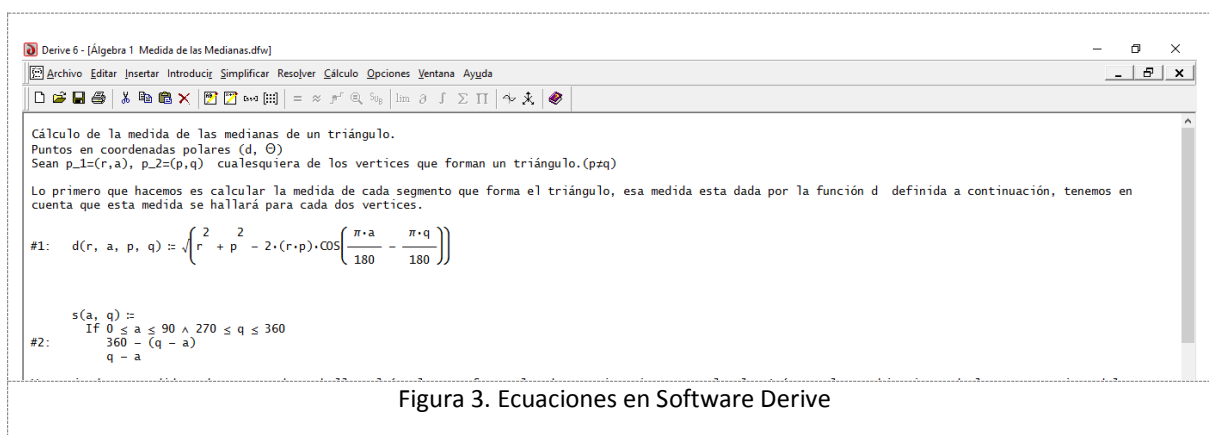 Derive 6 - [Álgebra 1 Medida de las Medianas.dfw]
Archivo Editar Insertar Introducir Simplificar Resolver Cálculo Opciones Ventana Ayuda
Cálculo de la medida de las medianas de un triángulo.
Puntos en coordenadas polares (d, Θ)
Sean p_1=(r,a), p_2=(p,q) cualesquiera de los vertices que forman un triángulo.(p≠q)
Lo primero que hacemos es calcular la medida de cada segmento que forma el triángulo, esa medida esta dada por la función d definida a continuación, tenemos en
cuenta que esta medida se hallará para cada dos vertices.
#1: d(r, a, p, q) ≔ √(r² + p² - 2·(r·p)·COS(π·a/180 - π·q/180))
s(a, q) ≔
If 0 ≤ a ≤ 90 ∧ 270 ≤ q ≤ 360
#2: 360 - (q - a)
q - a
Figura 3. Ecuaciones en Software Derive